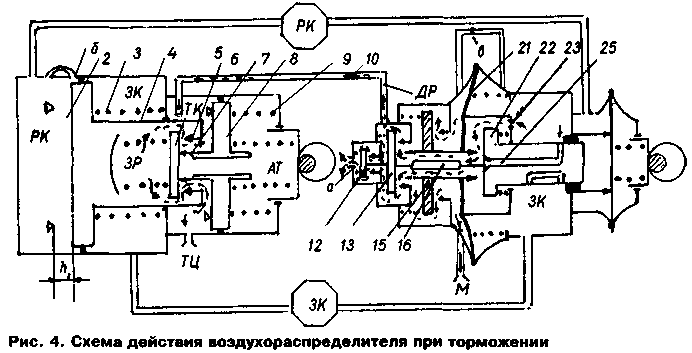 РК
б 2 3 4 ЗК 6 7 5 8 9 10 ДР в 21 22 23 25
ТК
РК
ЗР
АТ
а
ЗК
12 13 15 16
ТЦ
М
h
ЗК
Рис. 4. Схема действия воздухораспределителя при торможении